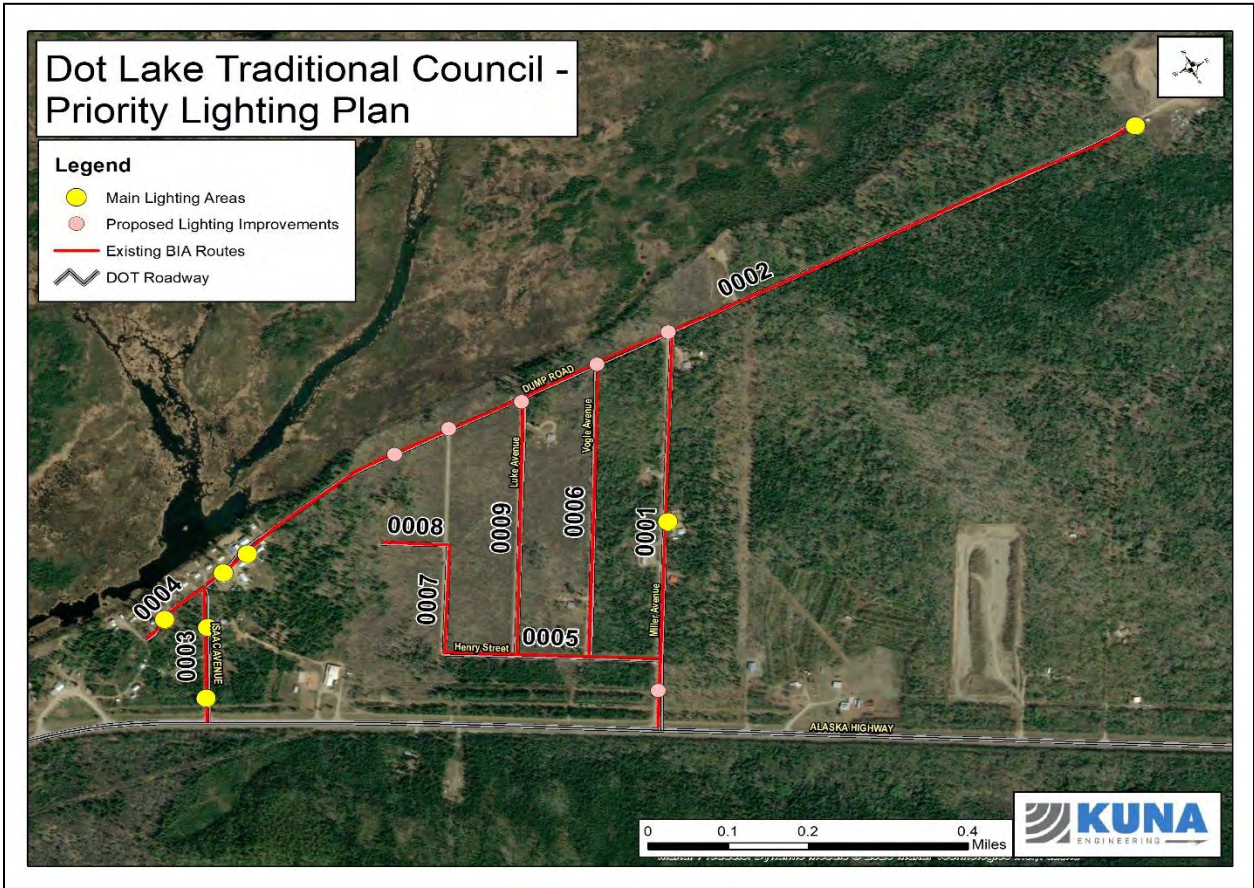 Dot Lake Traditional Council -
Priority Lighting Plan
Legend
Main Lighting Areas
Proposed Lighting Improvements
Existing BIA Routes
DOT Roadway
0002
DUMP ROAD
Luke Avenue
Vogle Avenue
0008
0009
0006
0001
0007
0004
0003
ISAAC AVENUE
Miller Avenue
Henry Street
0005
ALASKA HIGHWAY
0 0.1 0.2 0.4
Miles
KUNA
ENGINEERING